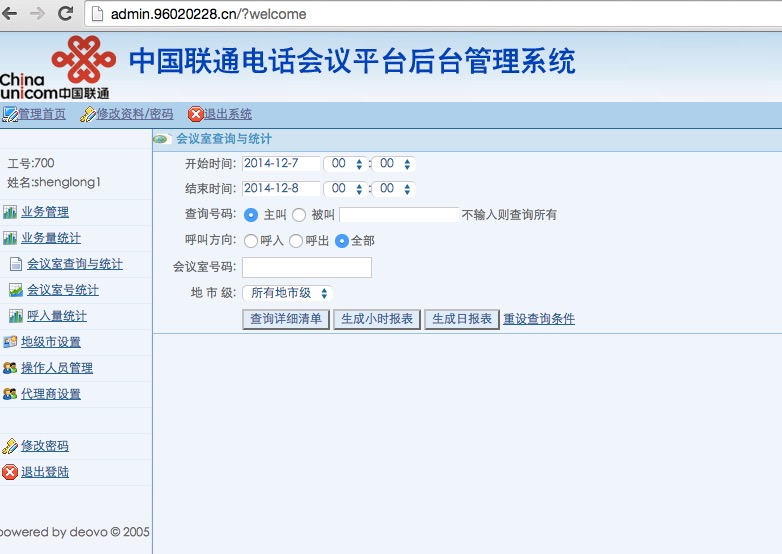 admin.96020228.cn/?welcome
China
unicom中国联通
中国联通电话会议平台后台管理系统
管理首页 修改资料/密码 退出系统
工号:700
姓名:shenglong1
业务管理
业务量统计
会议室查询与统计
会议室号统计
呼入量统计
地级市设置
操作人员管理
代理商设置
修改密码
退出登陆
powered by deovo © 2005
会议室查询与统计
开始时间: 2014-12-7 00 : 00
结束时间: 2014-12-8 00 : 00
查询号码: 主叫 被叫 不输入则查询所有
呼叫方向: 呼入 呼出 全部
会议室号码:
地 市 级: 所有地市级
查询详细清单 生成小时报表 生成日报表 重设查询条件